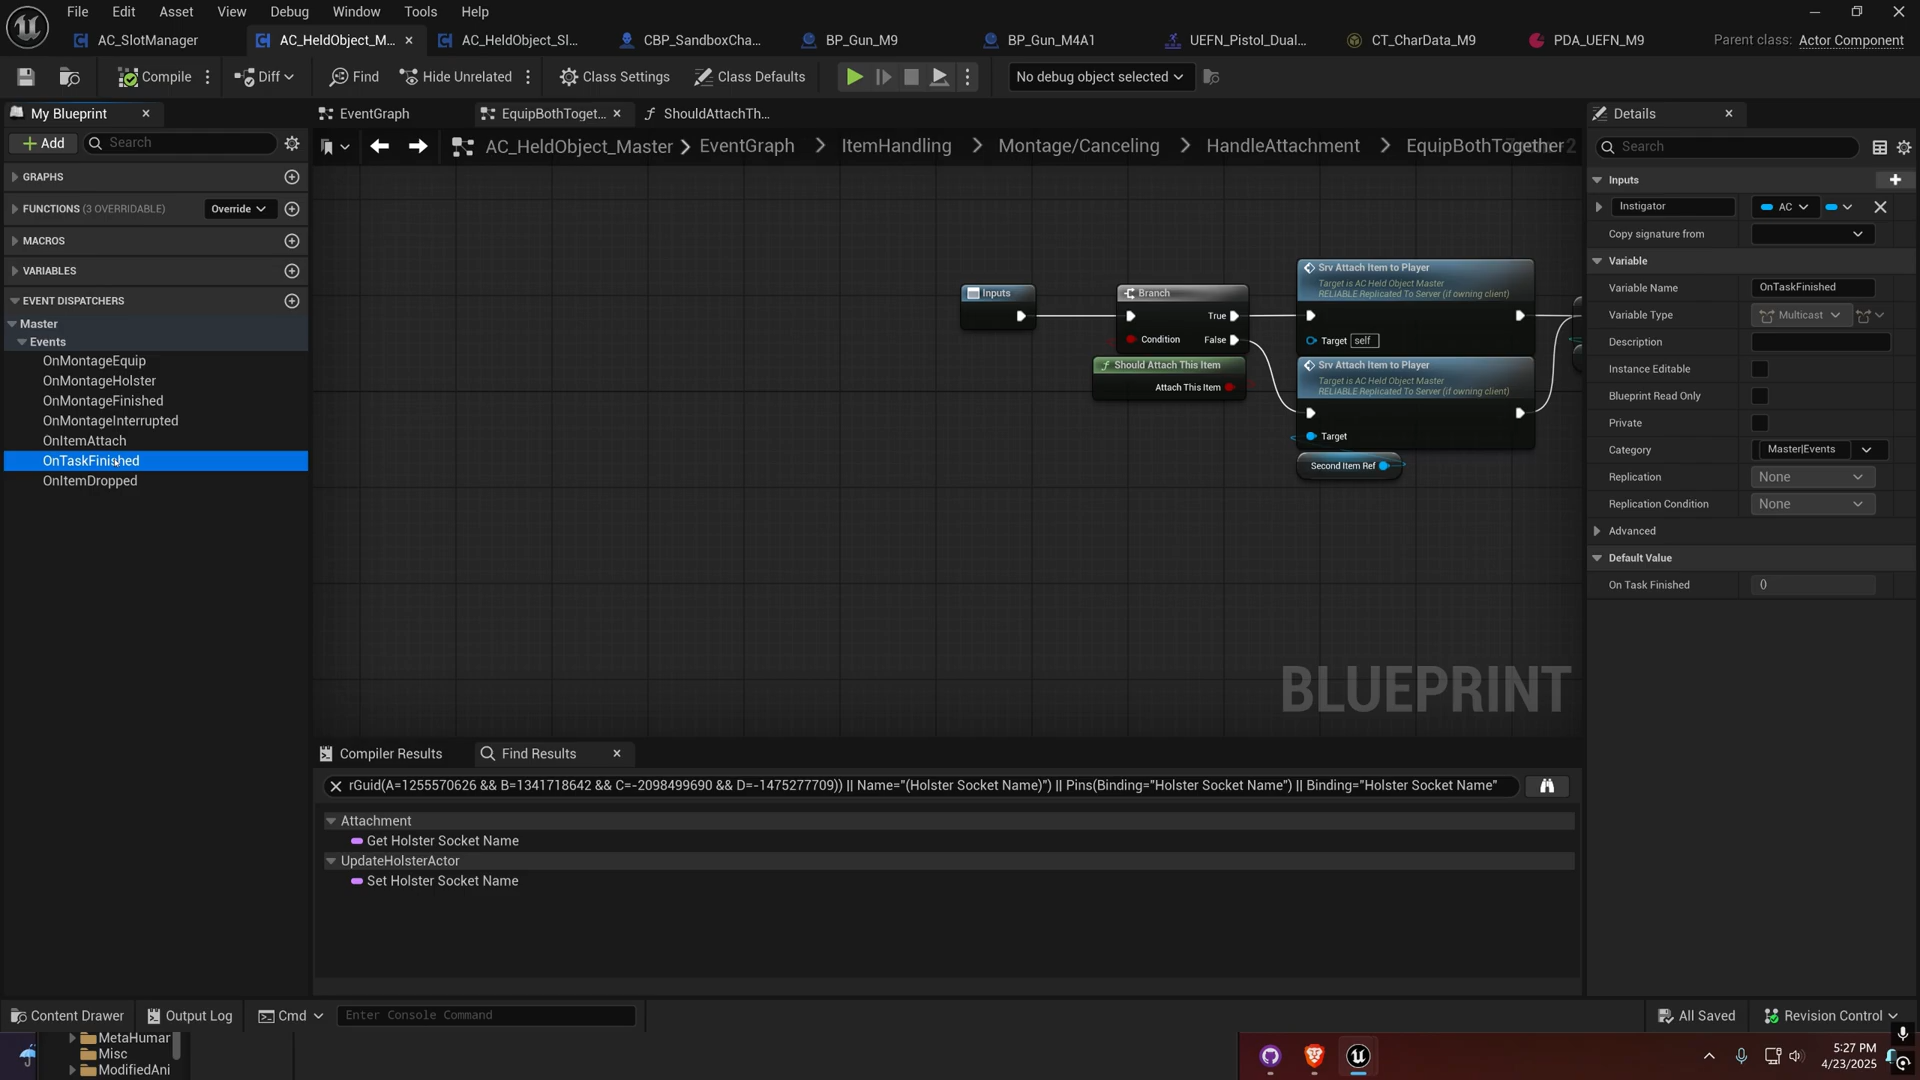 File Edit Asset View Debug Window Tools Help
AC_SlotManager AC_HeldObject_M... AC_HeldObject_Sl... CBP_SandboxCha... BP_Gun_M9 BP_Gun_M4A1 UEFN_Pistol_Dual... CT_CharData_M9 PDA_UEFN_M9 Parent class: Actor Component
Compile Diff Find Hide Unrelated Class Settings Class Defaults No debug object selected
My Blueprint
Add Search
GRAPHS
FUNCTIONS (3 OVERRIDABLE) Override
MACROS
VARIABLES
EVENT DISPATCHERS
Master
Events
OnMontageEquip
OnMontageHolster
OnMontageFinished
OnMontageInterrupted
OnItemAttach
OnTaskFinished
OnItemDropped
EventGraph EquipBothToget... ShouldAttachTh...
AC_HeldObject_Master EventGraph ItemHandling Montage/Canceling HandleAttachment EquipBothTogether
Inputs
Branch
True
Condition False
Should Attach This Item
Attach This Item
Srv Attach Item to Player
Target is AC Held Object Master
RELIABLE Replicated To Server (if owning client)
Target self
Srv Attach Item to Player
Target is AC Held Object Master
RELIABLE Replicated To Server (if owning client)
Target
Second Item Ref
BLUEPRINT
Compiler Results Find Results
rGuid(A=1255570626 && B=1341718642 && C=-2098499690 && D=-1475277709)) || Name="(Holster Socket Name)") || Pins(Binding="Holster Socket Name") || Binding="Holster Socket Name"
Attachment
Get Holster Socket Name
UpdateHolsterActor
Set Holster Socket Name
Details
Search
Inputs
Instigator AC
Copy signature from
Variable
Variable Name OnTaskFinished
Variable Type Multicast
Description
Instance Editable
Blueprint Read Only
Private
Category Master|Events
Replication None
Replication Condition None
Advanced
Default Value
On Task Finished ()
Content Drawer Output Log Cmd Enter Console Command All Saved Revision Control
MetaHumar
Misc
ModifiedAni
5:27 PM
4/23/2025